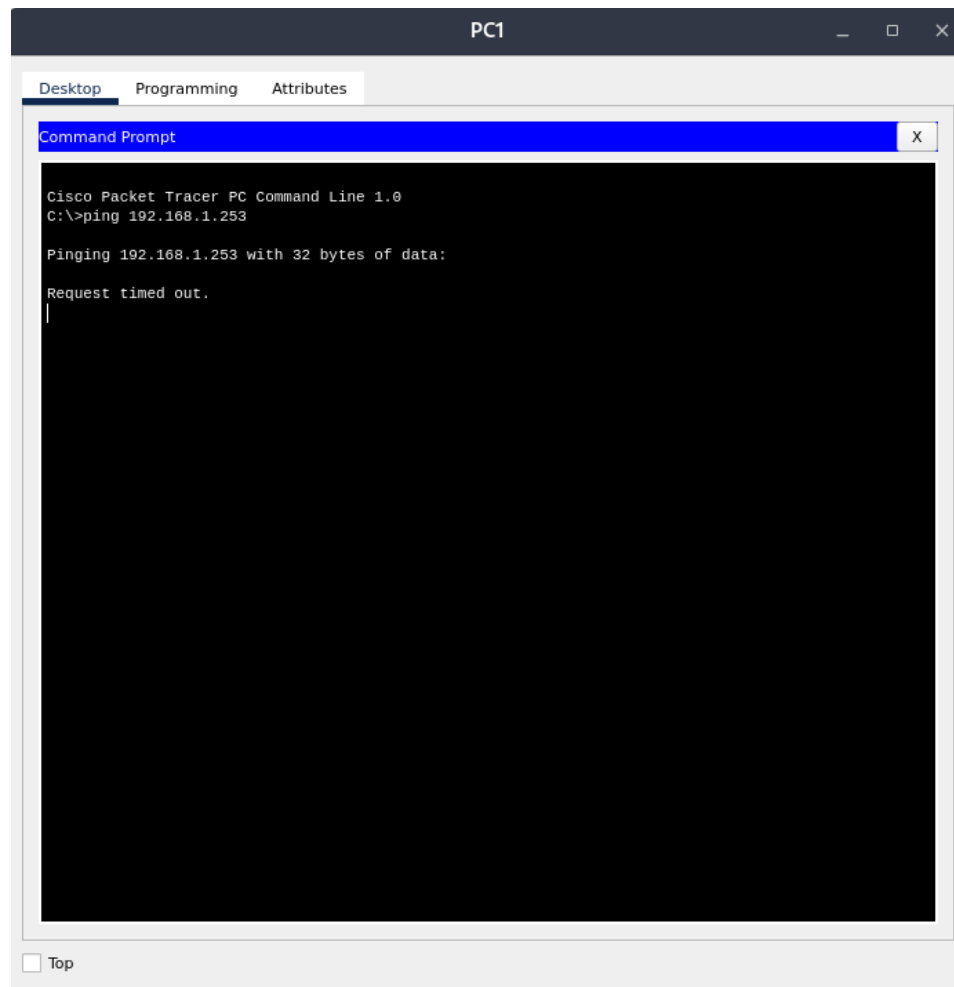 PC1
Desktop Programming Attributes
Command Prompt X
Cisco Packet Tracer PC Command Line 1.0
C:\>ping 192.168.1.253
Pinging 192.168.1.253 with 32 bytes of data:
Request timed out.
Top